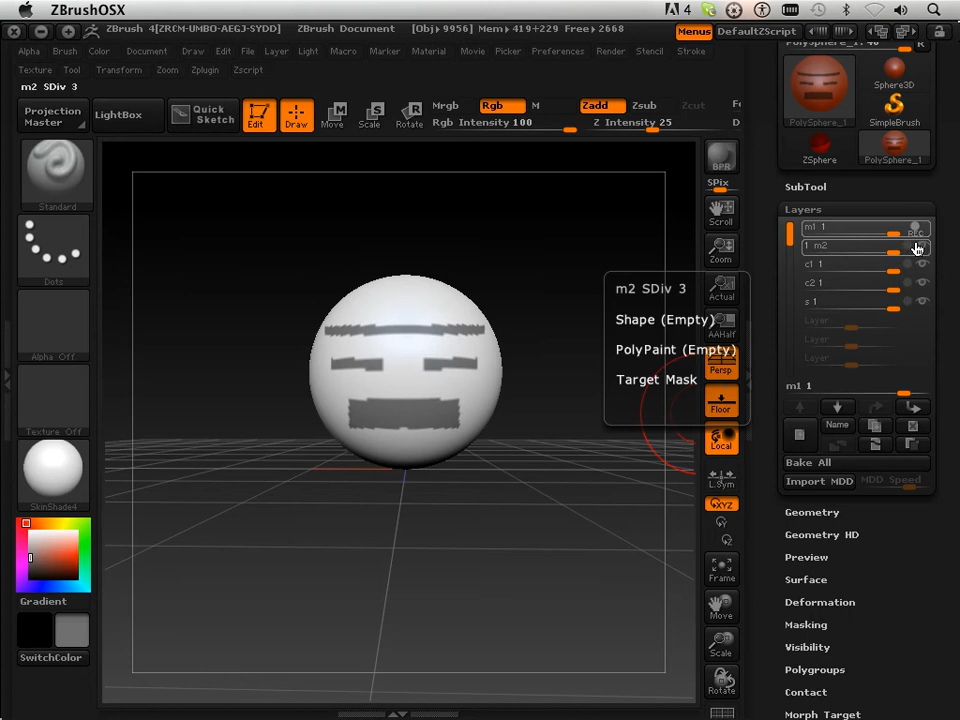 ZBrushOSX
4
ZBrush 4[ZRCM-UMBO-AEGJ-SYDD] ZBrush Document [Obj▸9956] Mem▸419+229 Free▸2668 Menus DefaultZScript
Alpha Brush Color Document Draw Edit File Layer Light Macro Marker Material Movie Picker Preferences Render Stencil Stroke
Texture Tool Transform Zoom Zplugin Zscript
m2 SDiv 3
Projection
Master
LightBox
Quick
Sketch
Edit
Draw
Move
Scale
Rotate
Mrgb Rgb M Zadd Zsub Zcut
Rgb Intensity 100 Z Intensity 25
Standard
Dots
Alpha Off
Texture Off
SkinShade4
Gradient
SwitchColor
m2 SDiv 3
Shape (Empty)
PolyPaint (Empty)
Target Mask
BPR
SPix
Scroll
Zoom
Actual
AAHalf
Persp
Floor
Local
L.Sym
XYZ
Frame
Move
Scale
Rotate
R
PolySphere_1
Sphere3D
SimpleBrush
ZSphere
PolySphere_1
SubTool
Layers
m1 1
REC
1 m2
c1 1
c2 1
s 1
Layer
Layer
Layer
m1 1
Name
Bake All
Import MDD MDD Speed
Geometry
Geometry HD
Preview
Surface
Deformation
Masking
Visibility
Polygroups
Contact
Morph Target